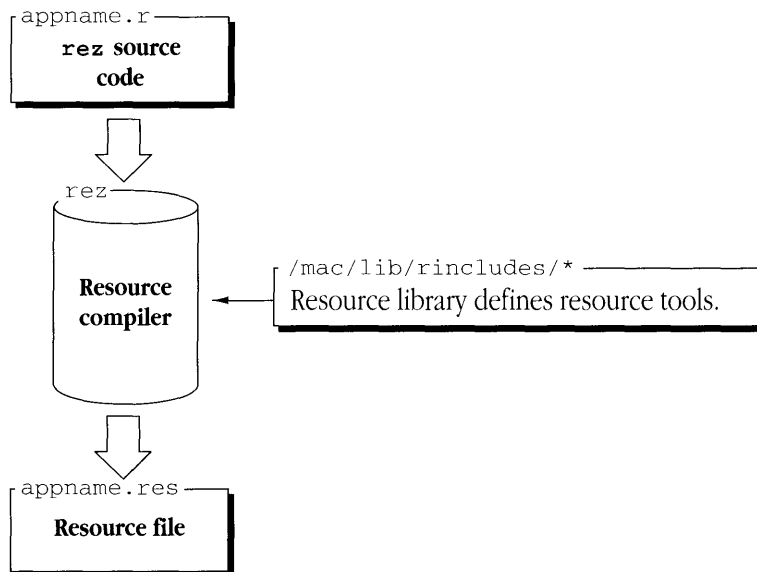 appname.r
rez source
code
rez
Resource
compiler
/mac/lib/rincludes/*
Resource library defines resource tools.
appname.res
Resource file